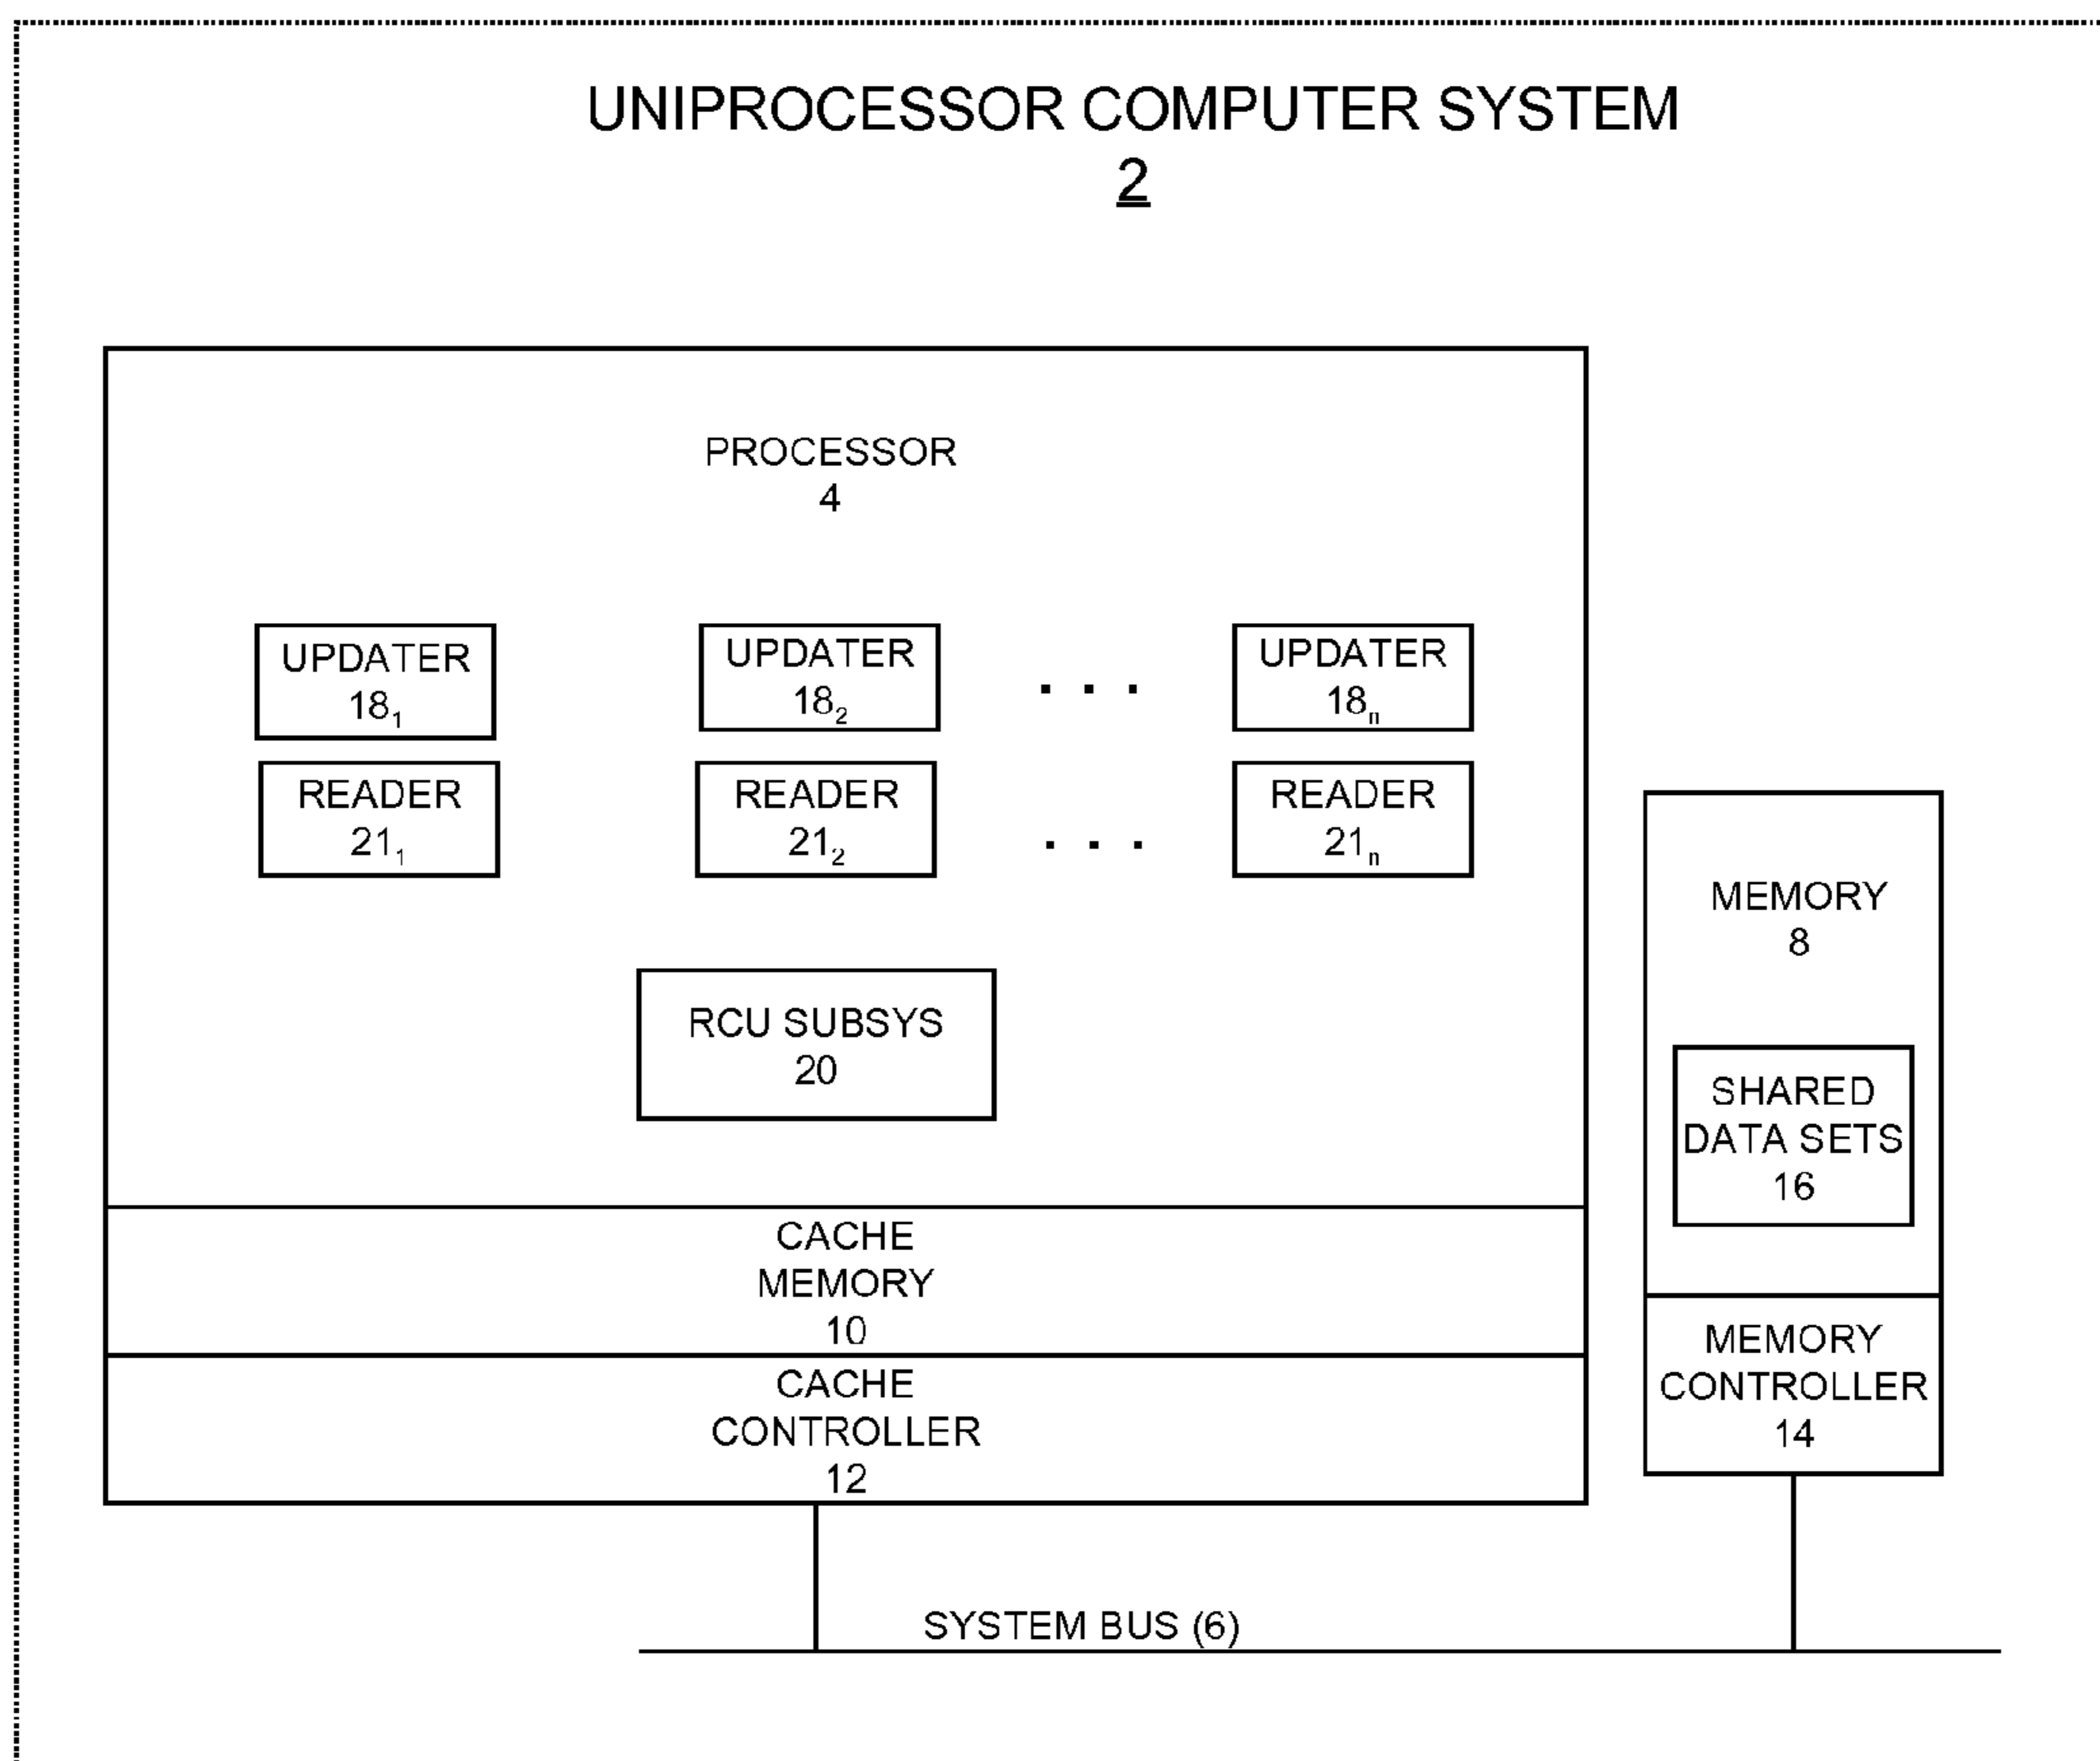 UNIPROCESSOR COMPUTER SYSTEM
2
PROCESSOR
4
UPDATER
18₁
UPDATER
18₂
. . .
UPDATER
18ₙ
READER
21₁
READER
21₂
. . .
READER
21ₙ
RCU SUBSYS
20
CACHE
MEMORY
10
CACHE
CONTROLLER
12
MEMORY
8
SHARED
DATA SETS
16
MEMORY
CONTROLLER
14
SYSTEM BUS (6)